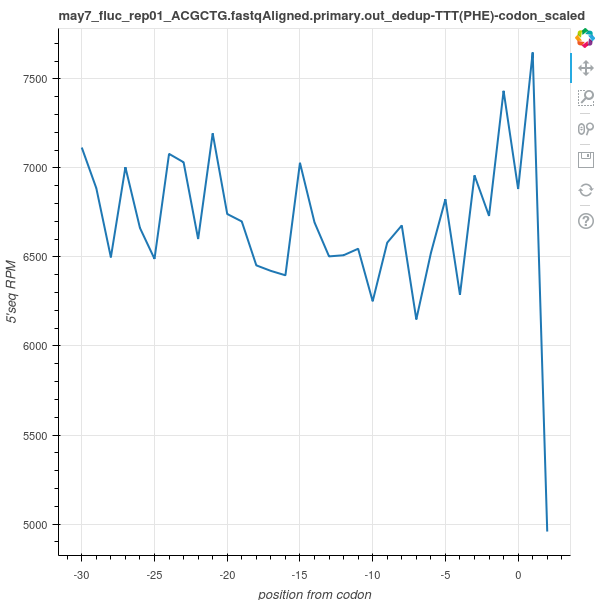 may7_fluc_rep01_ACGCTG.fastqAligned.primary.out_dedup-TTT(PHE)-codon_scaled
7500
7000
6500
6000
5500
5000
5'seq RPM
-30 -25 -20 -15 -10 -5 0
position from codon